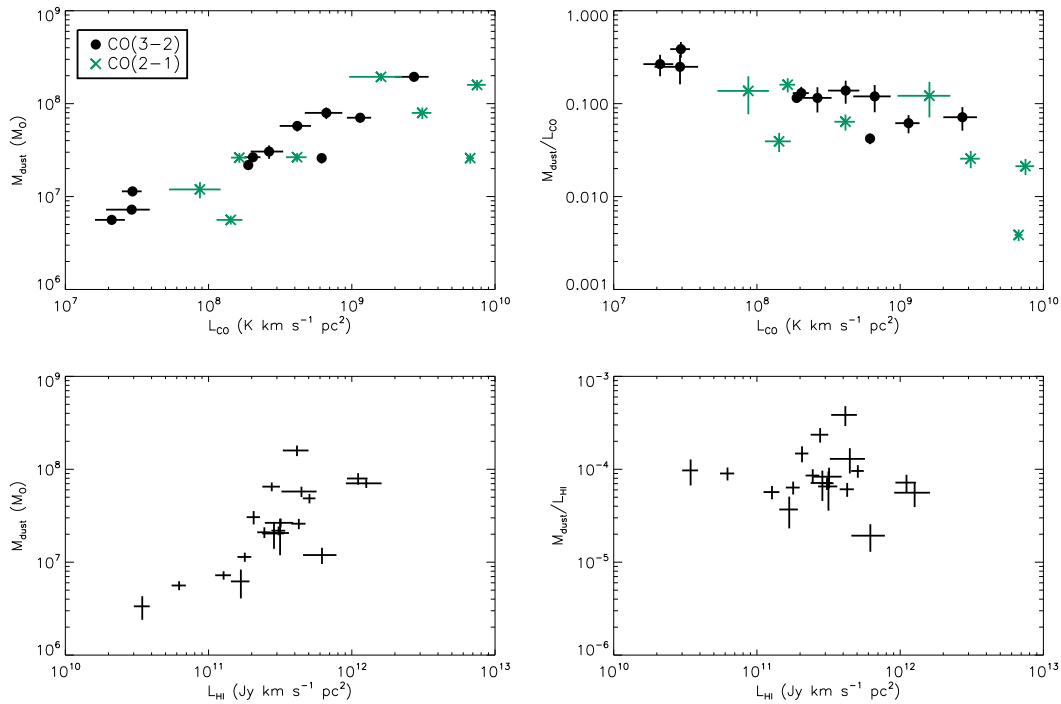 10⁹
10⁸
10⁷
10⁶
M_dust (M_O)
CO(3−2)
CO(2−1)
10⁷ 10⁸ 10⁹ 10¹⁰
L_CO (K km s⁻¹ pc²)
1.000
0.100
0.010
0.001
M_dust/L_CO
10⁷ 10⁸ 10⁹ 10¹⁰
L_CO (K km s⁻¹ pc²)
10⁹
10⁸
10⁷
10⁶
M_dust (M_O)
10¹⁰ 10¹¹ 10¹² 10¹³
L_HI (Jy km s⁻¹ pc²)
10⁻³
10⁻⁴
10⁻⁵
10⁻⁶
M_dust/L_HI
10¹⁰ 10¹¹ 10¹² 10¹³
L_HI (Jy km s⁻¹ pc²)